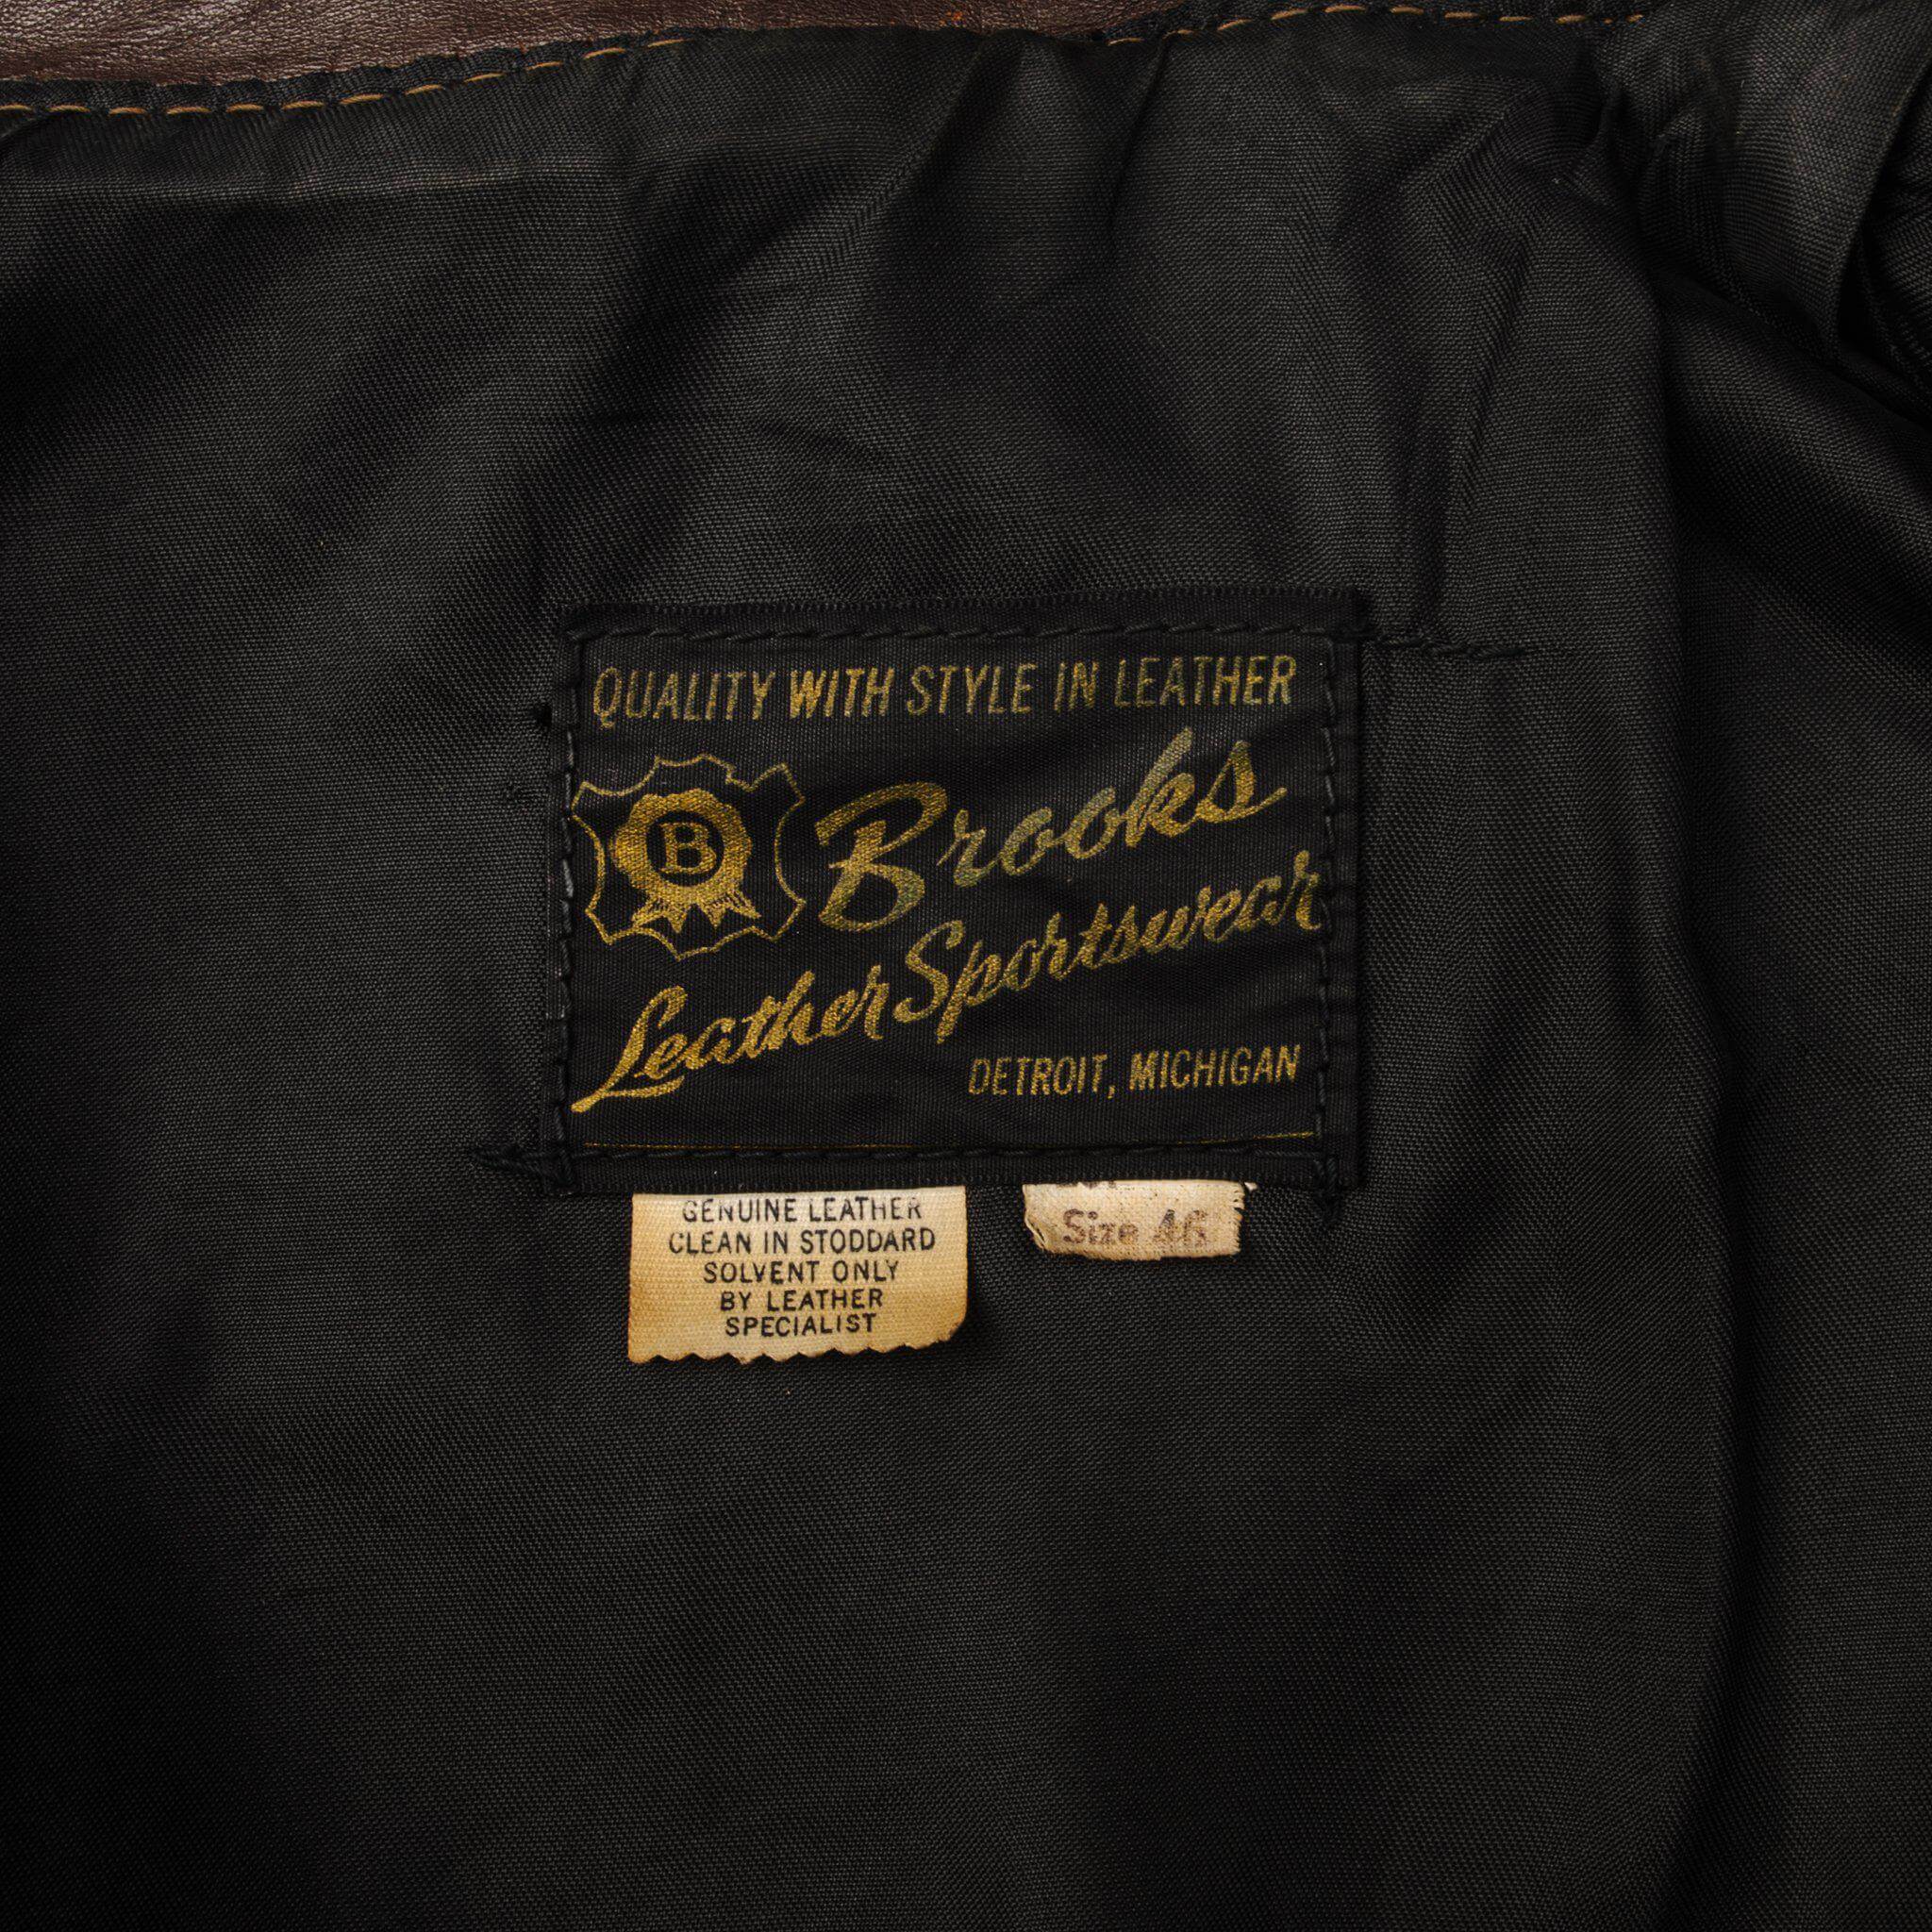 QUALITY WITH STYLE IN LEATHER
B
Brooks
Leather Sportswear
DETROIT, MICHIGAN
GENUINE LEATHER
CLEAN IN STODDARD
SOLVENT ONLY
BY LEATHER
SPECIALIST
Size 46